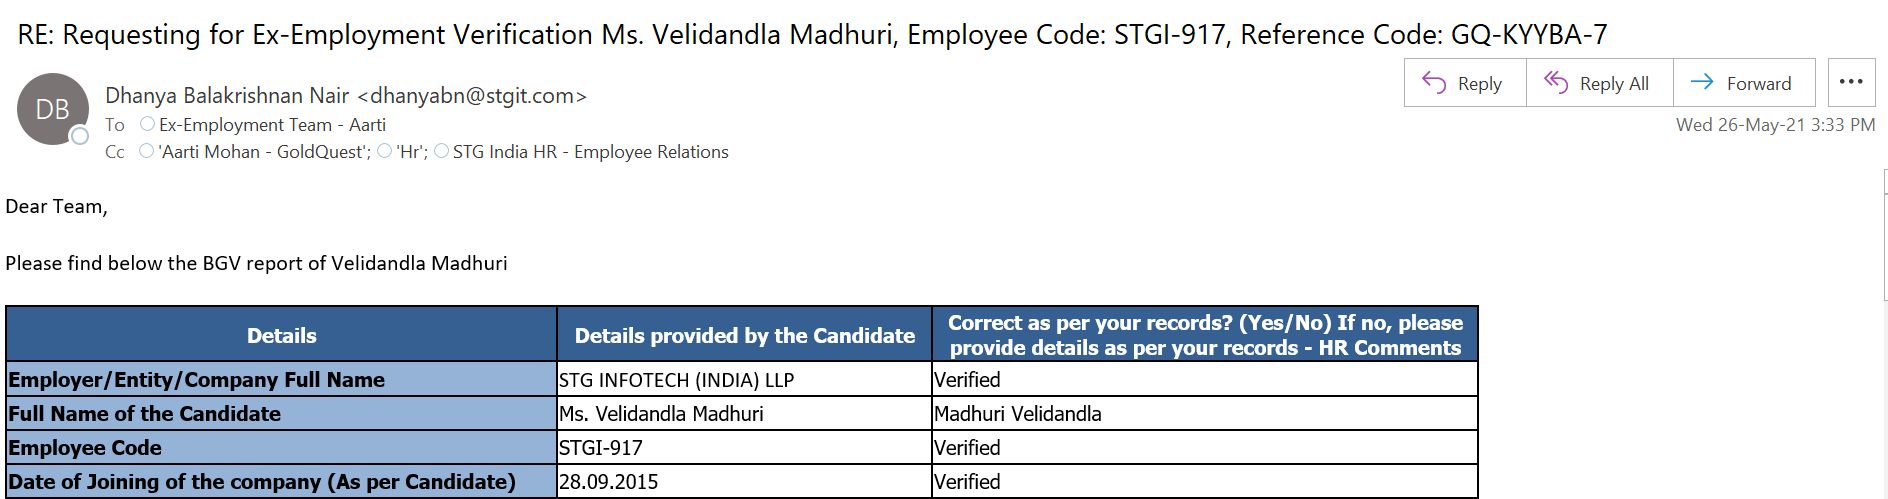 RE: Requesting for Ex-Employment Verification Ms. Velidandla Madhuri, Employee Code: STGI-917, Reference Code: GQ-KYYBA-7
DB
Dhanya Balakrishnan Nair <dhanyabn@stgit.com>
To Ex-Employment Team - Aarti
Cc 'Aarti Mohan - GoldQuest'; 'Hr'; STG India HR - Employee Relations
Reply Reply All Forward ...
Wed 26-May-21 3:33 PM
Dear Team,
Please find below the BGV report of Velidandla Madhuri
Details Details provided by the Candidate Correct as per your records? (Yes/No) If no, please
provide details as per your records - HR Comments
Employer/Entity/Company Full Name STG INFOTECH (INDIA) LLP Verified
Full Name of the Candidate Ms. Velidandla Madhuri Madhuri Velidandla
Employee Code STGI-917 Verified
Date of Joining of the company (As per Candidate) 28.09.2015 Verified